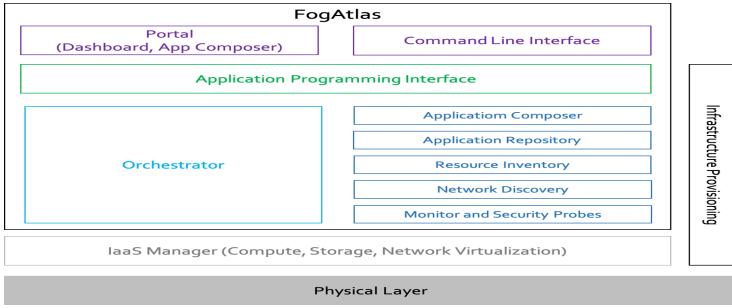 FogAtlas
Portal
(Dashboard, App Composer)
Command Line Interface
Application Programming Interface
Orchestrator
Applicatiom Composer
Application Repository
Resource Inventory
Network Discovery
Monitor and Security Probes
Infrastructure Provisioning
IaaS Manager (Compute, Storage, Network Virtualization)
Physical Layer